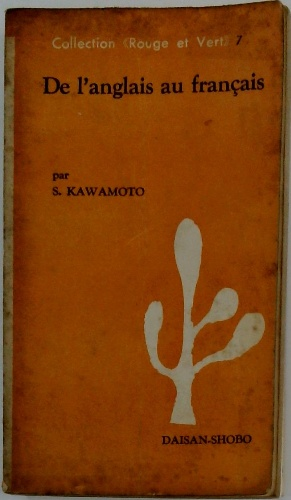 Collection (Rouge et Vert) 7
De l'anglais au français
par
S. KAWAMOTO
DAISAN-SHOBO